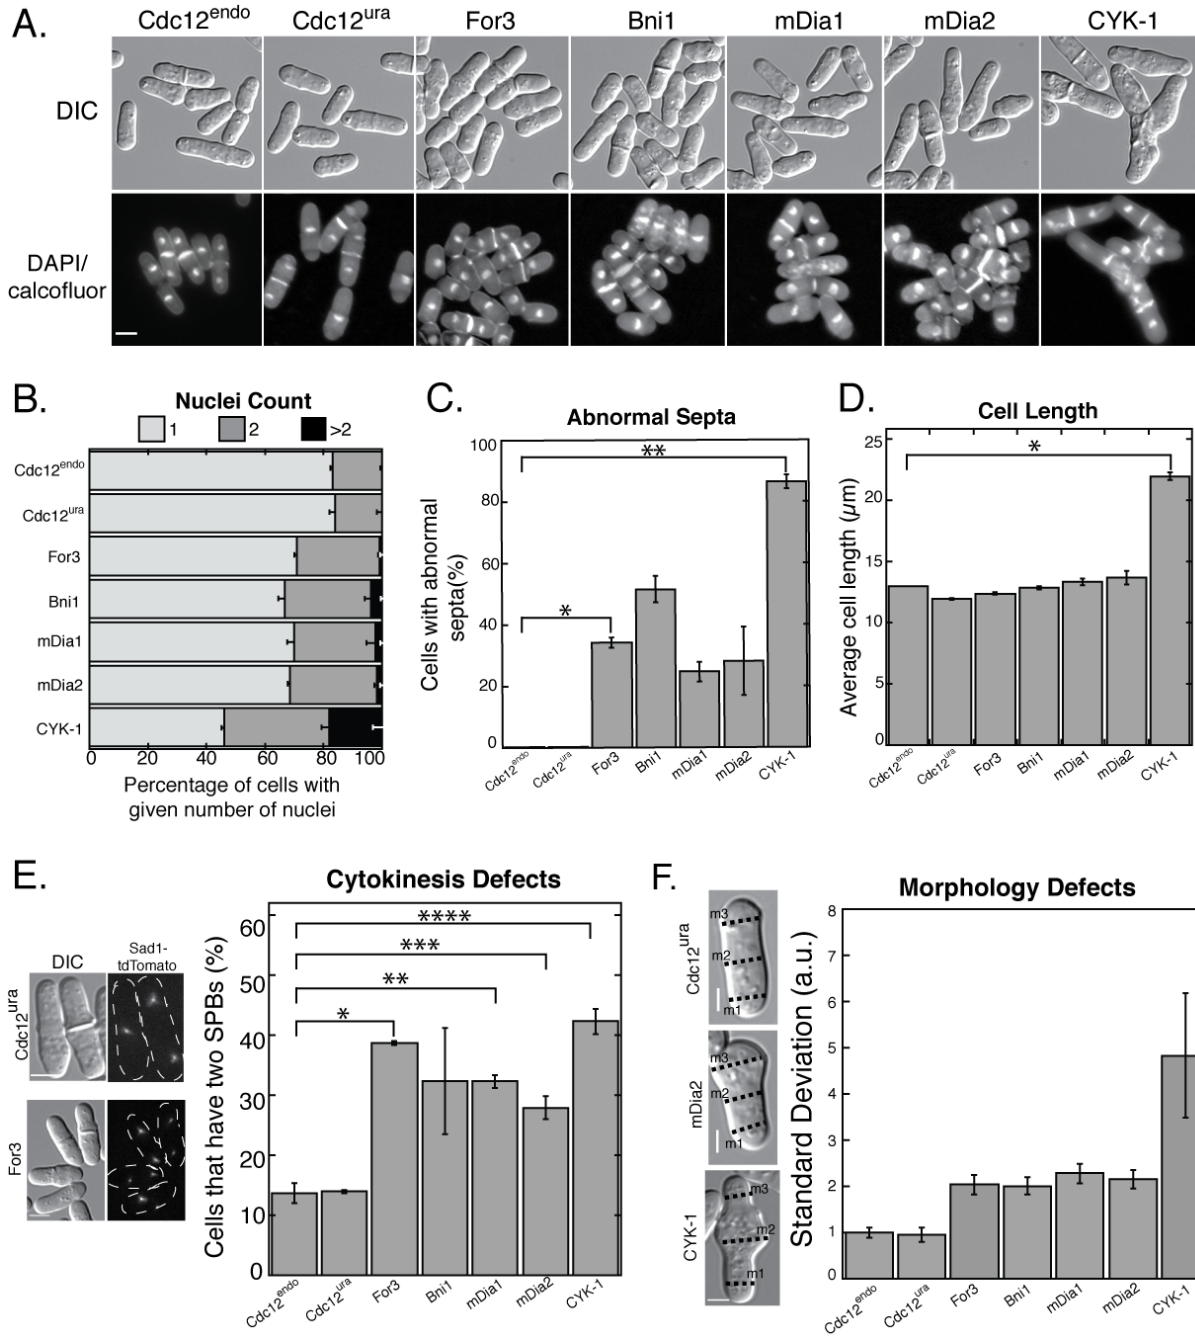 A.
Cdc12endo Cdc12ura For3 Bni1 mDia1 mDia2 CYK-1
DIC
DAPI/
calcofluor
B.
Nuclei Count
1 2 >2
Cdc12endo
Cdc12ura
For3
Bni1
mDia1
mDia2
CYK-1
0 20 40 60 80 100
Percentage of cells with
given number of nuclei
C.
Abnormal Septa
Cells with abnormal
septa(%)
100
80
60
40
20
0
**
*
Cdc12endo Cdc12ura For3 Bni1 mDia1 mDia2 CYK-1
D.
Cell Length
Average cell length (µm)
25
20
15
10
5
0
*
Cdc12endo Cdc12ura For3 Bni1 mDia1 mDia2 CYK-1
E.
DIC
Sad1-
tdTomato
Cdc12ura
For3
Cytokinesis Defects
Cells that have two SPBs (%)
60
50
40
30
20
10
0
****
***
**
*
Cdc12endo Cdc12ura For3 Bni1 mDia1 mDia2 CYK-1
F.
Cdc12ura
m3
m2
m1
mDia2
m3
m2
m1
CYK-1
m3
m2
m1
Morphology Defects
Standard Deviation (a.u.)
8
7
6
5
4
3
2
1
0
Cdc12endo Cdc12ura For3 Bni1 mDia1 mDia2 CYK-1